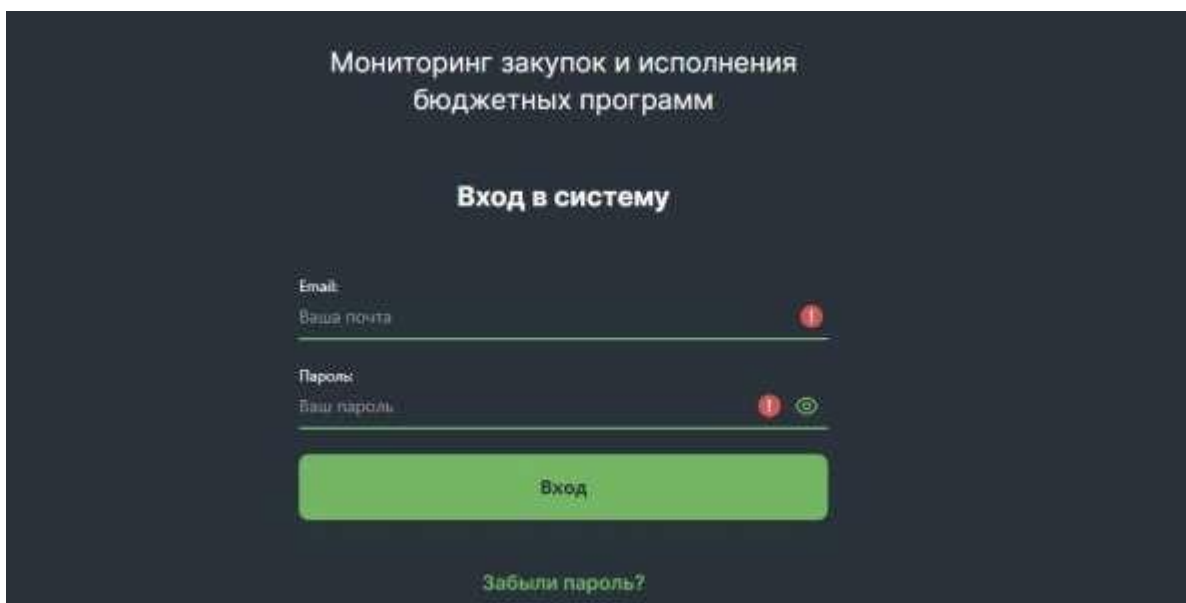 Мониторинг закупок и исполнения
бюджетных программ
Вход в систему
Email:
Ваша почта
Пароль:
Ваш пароль
Вход
Забыли пароль?